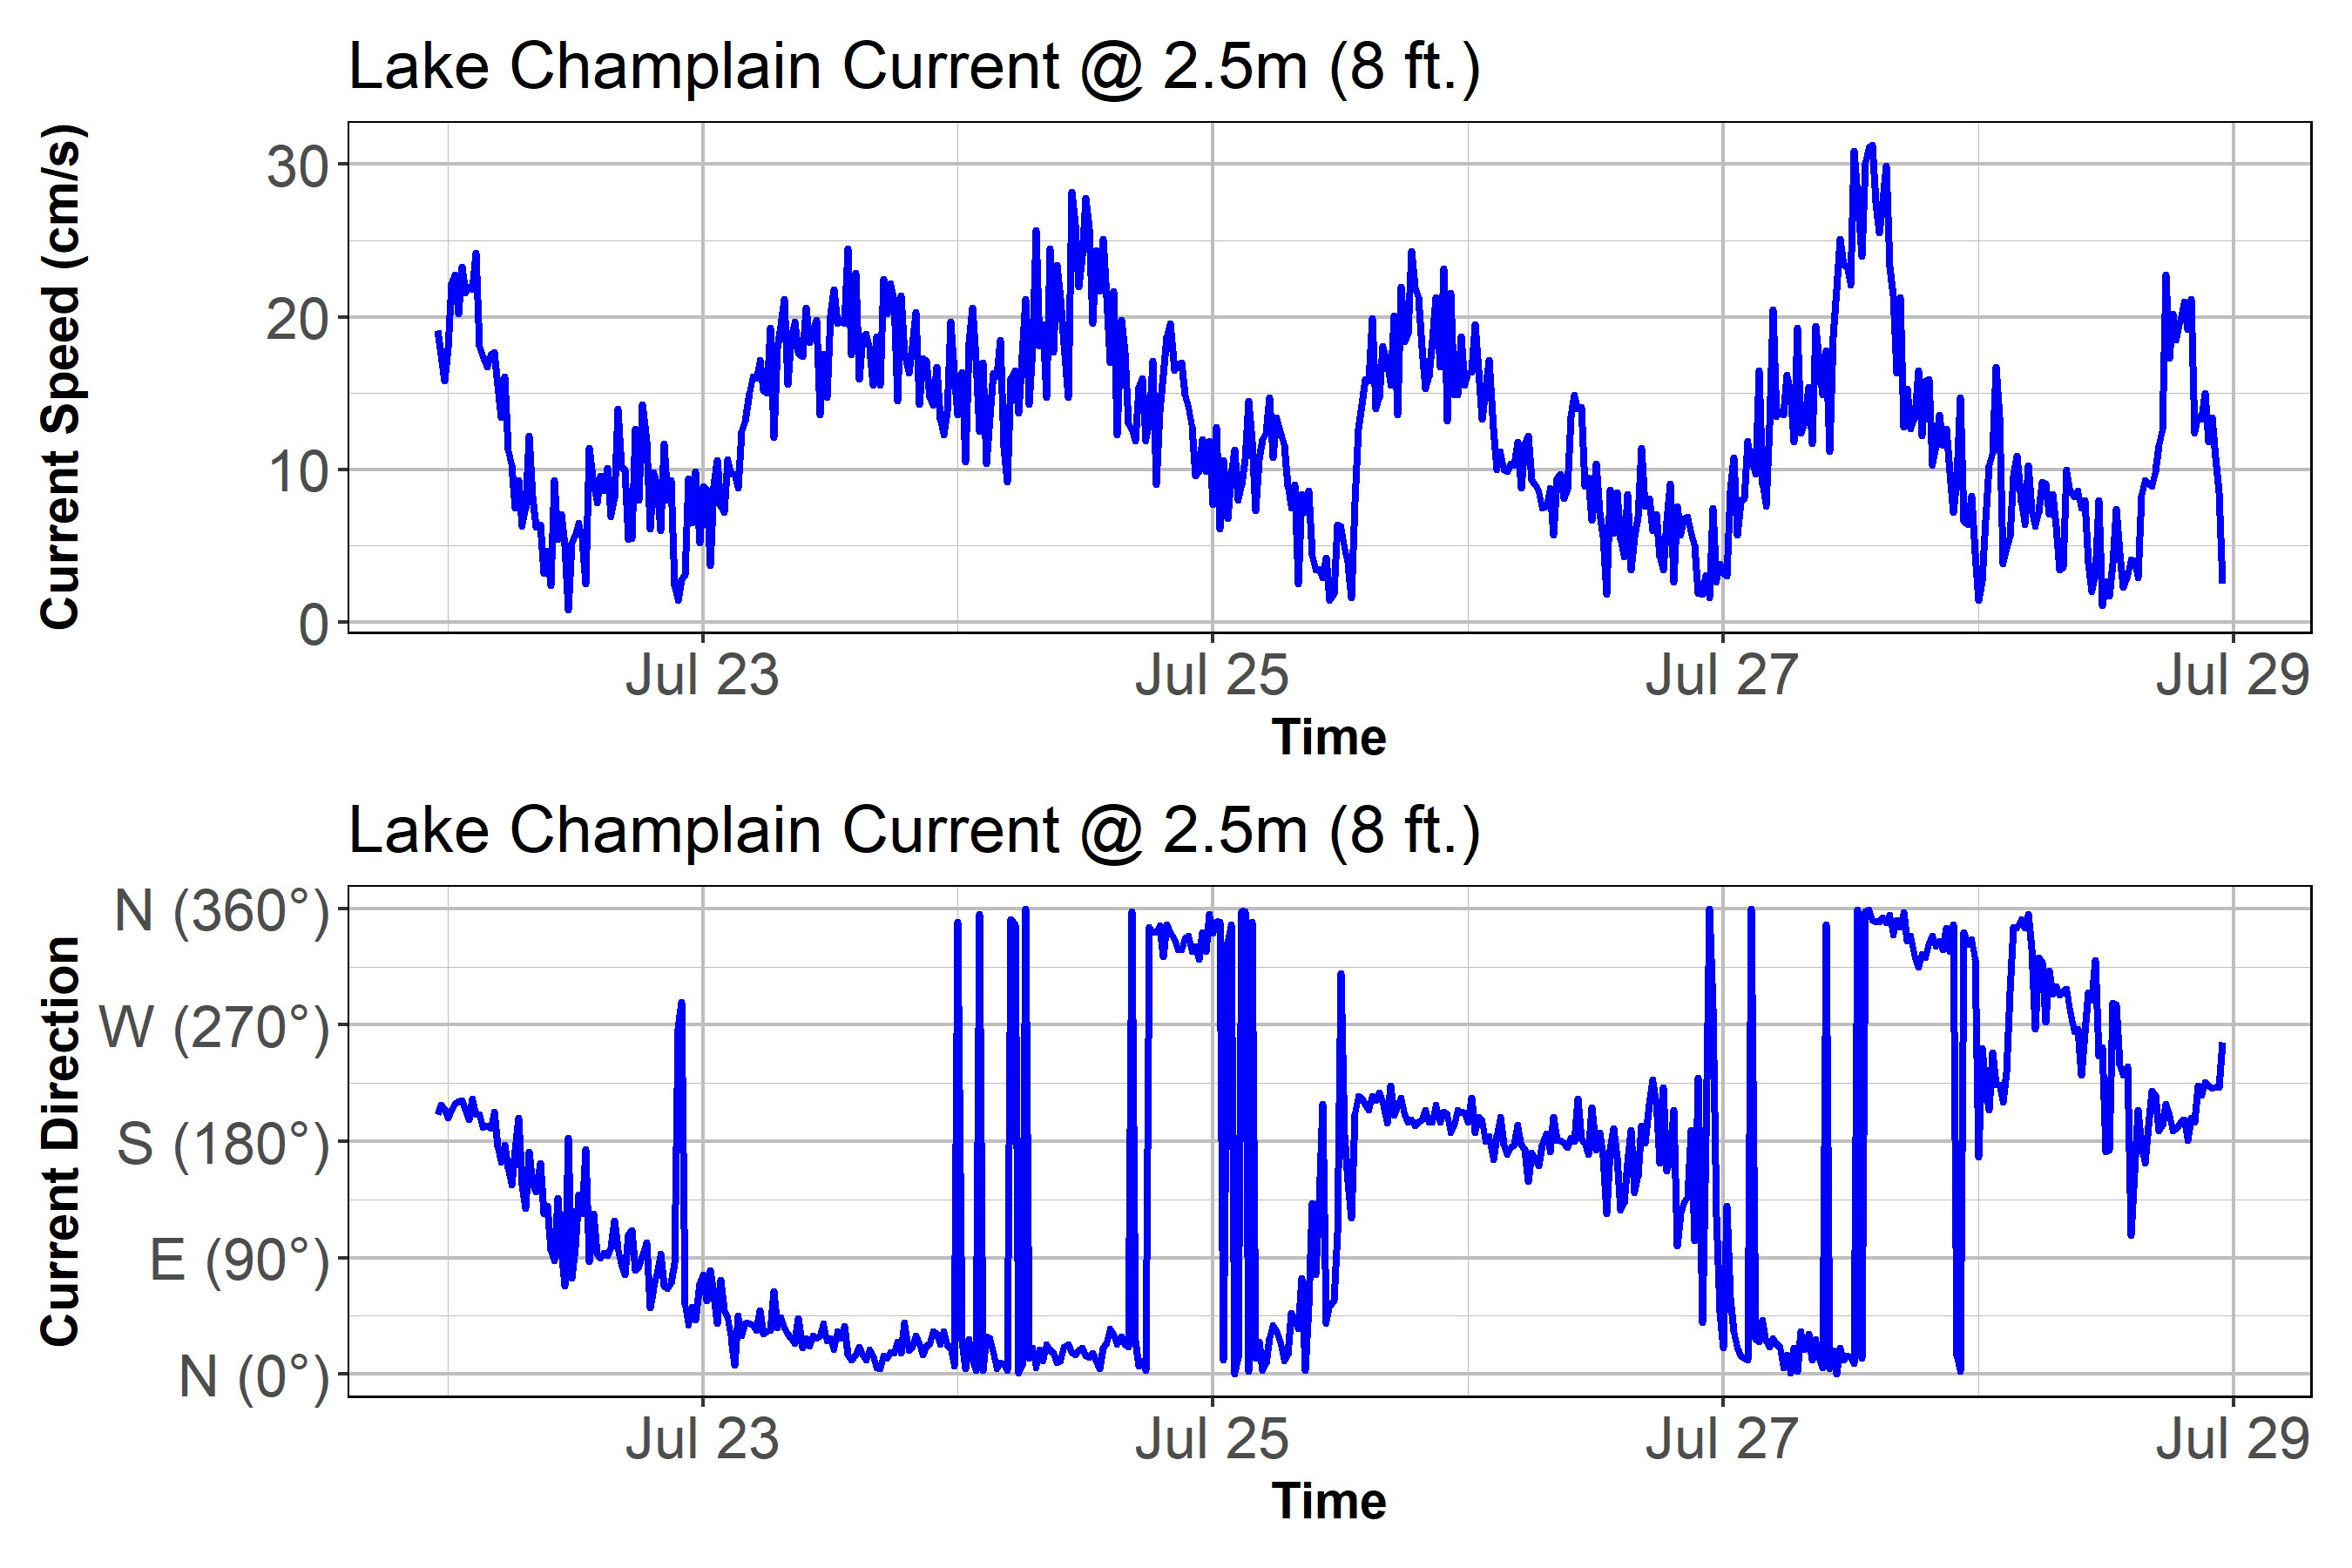 Lake Champlain Current @ 2.5m (8 ft.)
Current Speed (cm/s)
30
20
10
0
Jul 23 Jul 25 Jul 27 Jul 29
Time
Lake Champlain Current @ 2.5m (8 ft.)
Current Direction
N (360°)
W (270°)
S (180°)
E (90°)
N (0°)
Jul 23 Jul 25 Jul 27 Jul 29
Time